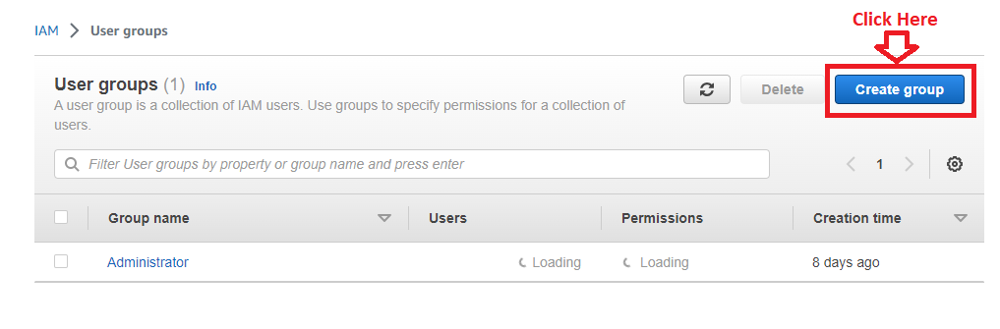 Click Here
IAM > User groups
User groups (1) Info
A user group is a collection of IAM users. Use groups to specify permissions for a collection of
users.
Delete
Create group
Filter User groups by property or group name and press enter
1
Group name Users Permissions Creation time
Administrator Loading Loading 8 days ago